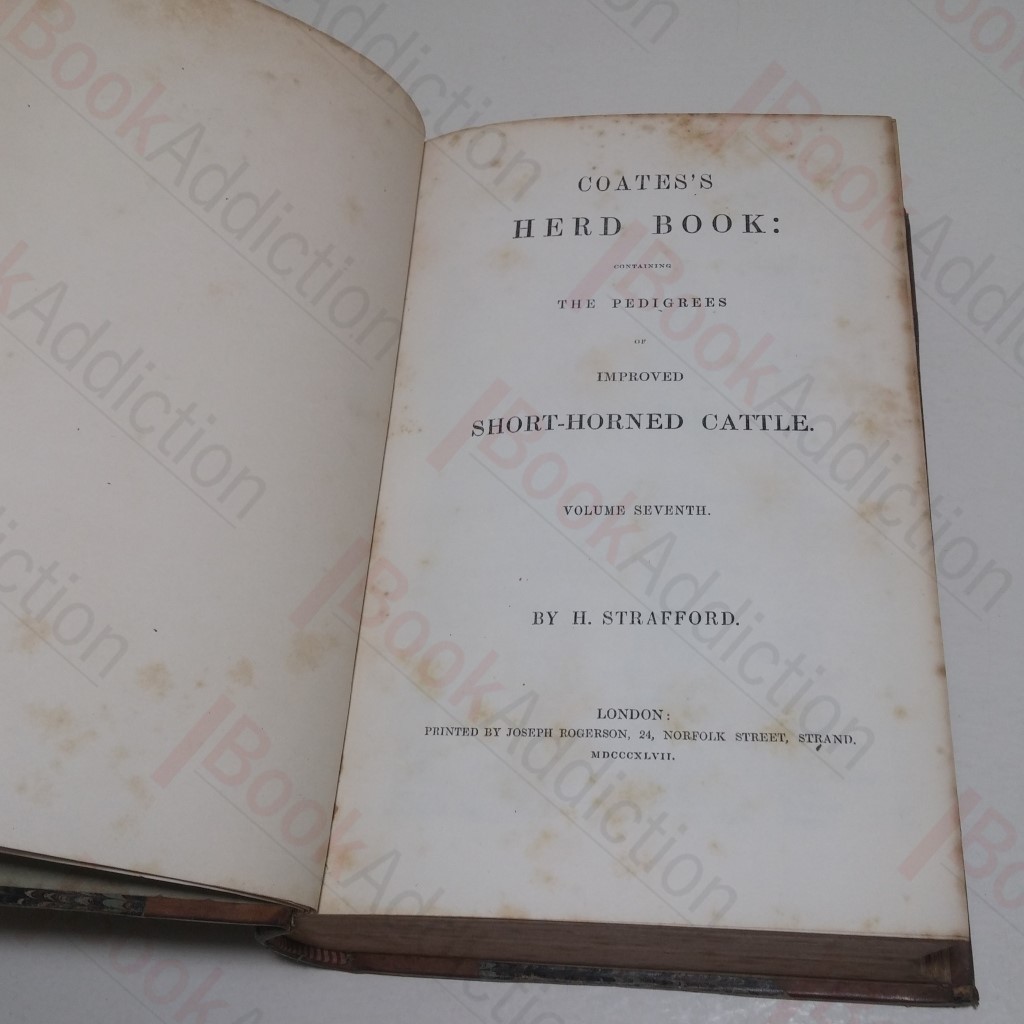 COATES'S
HERD BOOK:
CONTAINING
THE PEDIGREES
OF
IMPROVED
SHORT-HORNED CATTLE.
VOLUME SEVENTH.
BY H. STRAFFORD.
LONDON:
PRINTED BY JOSEPH ROGERSON, 24, NORFOLK STREET, STRAND.
MDCCCXLVII.
BookAddiction